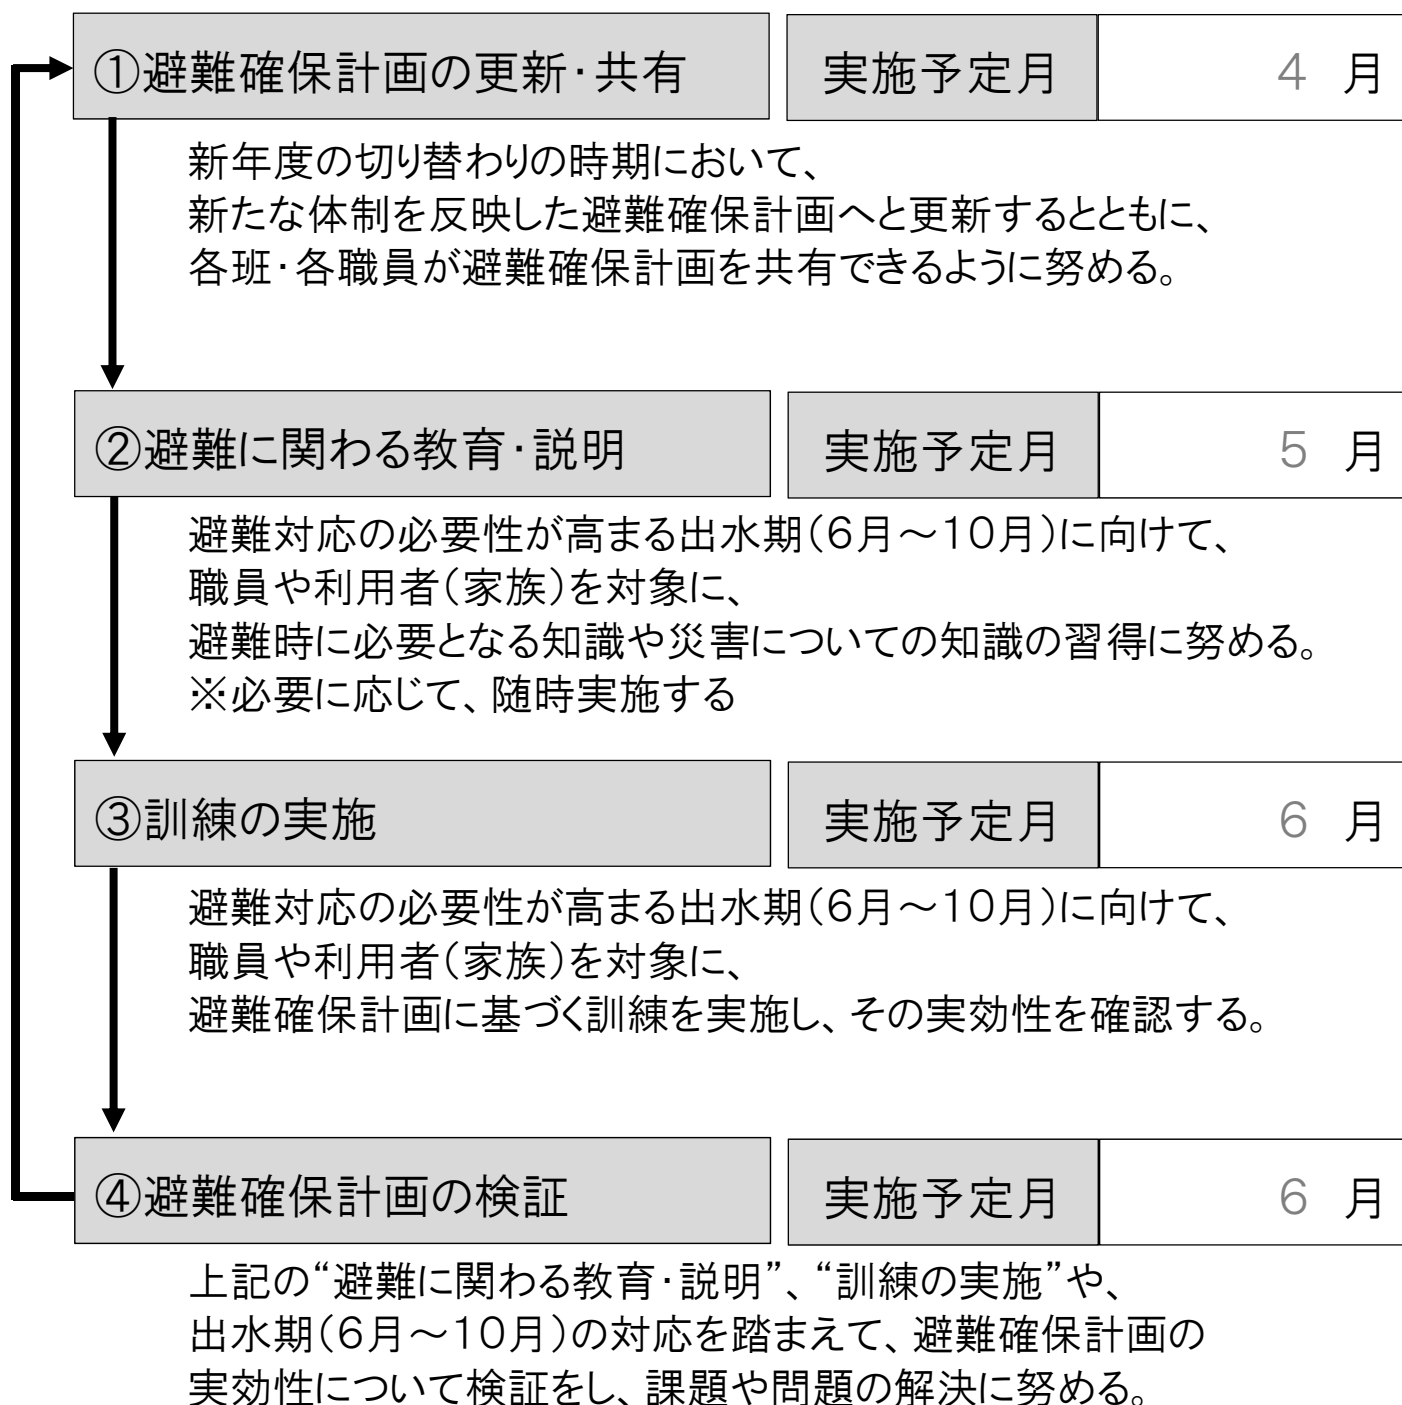 ①避難確保計画の更新・共有 実施予定月 4 月
新年度の切り替わりの時期において、
新たな体制を反映した避難確保計画へと更新するとともに、
各班・各職員が避難確保計画を共有できるように努める。
②避難に関わる教育・説明 実施予定月 5 月
避難対応の必要性が高まる出水期(6月～10月)に向けて、
職員や利用者(家族)を対象に、
避難時に必要となる知識や災害についての知識の習得に努める。
※必要に応じて、随時実施する
③訓練の実施 実施予定月 6 月
避難対応の必要性が高まる出水期(6月～10月)に向けて、
職員や利用者(家族)を対象に、
避難確保計画に基づく訓練を実施し、その実効性を確認する。
④避難確保計画の検証 実施予定月 6 月
上記の“避難に関わる教育・説明”、“訓練の実施”や、
出水期(6月～10月)の対応を踏まえて、避難確保計画の
実効性について検証をし、課題や問題の解決に努める。